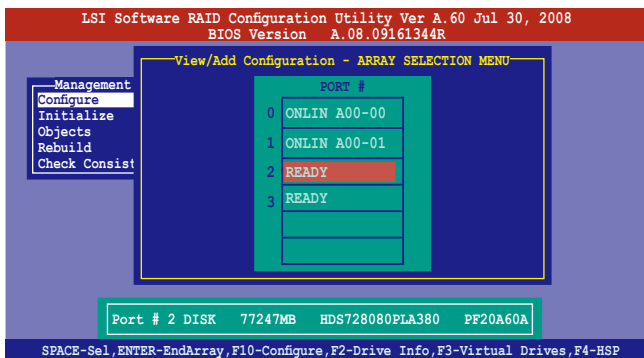 LSI Software RAID Configuration Utility Ver A.60 Jul 30, 2008
BIOS Version A.08.09161344R
View/Add Configuration - ARRAY SELECTION MENU
Management
Configure
Initialize
Objects
Rebuild
Check Consist
PORT #
0 ONLIN A00-00
1 ONLIN A00-01
2 READY
3 READY
Port # 2 DISK 77247MB HDS728080PLA380 PF20A60A
SPACE-Sel,ENTER-EndArray,F10-Configure,F2-Drive Info,F3-Virtual Drives,F4-HSP